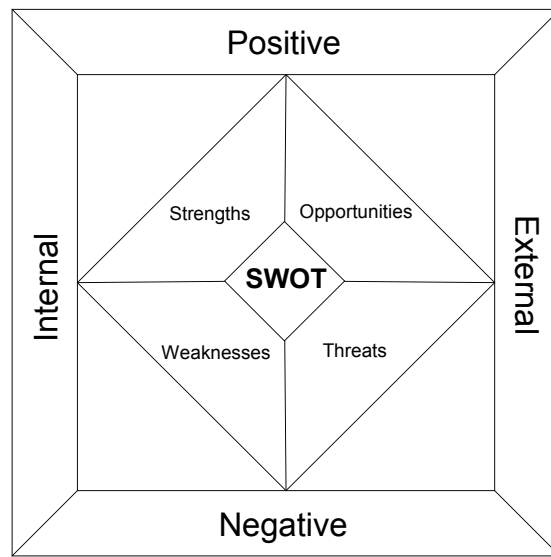 Positive
Internal
Strengths
Opportunities
SWOT
External
Weaknesses
Threats
Negative